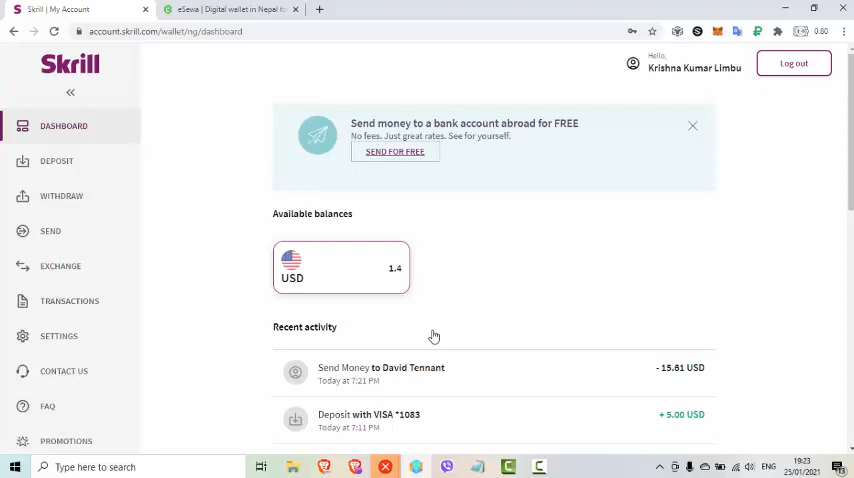 Skrill | My Account
eSewa | Digital wallet in Nepal fo
account.skrill.com/wallet/ng/dashboard
0.80
Skrill
Hello,
Krishna Kumar Limbu
Log out
DASHBOARD
DEPOSIT
WITHDRAW
SEND
EXCHANGE
TRANSACTIONS
SETTINGS
CONTACT US
FAQ
PROMOTIONS
Send money to a bank account abroad for FREE
No fees. Just great rates. See for yourself.
SEND FOR FREE
Available balances
USD
1.4
Recent activity
Send Money to David Tennant
- 15.61 USD
Today at 7:21 PM
Deposit with VISA *1083
+ 5.00 USD
Today at 7:11 PM
Type here to search
ENG
19:23
25/01/2021